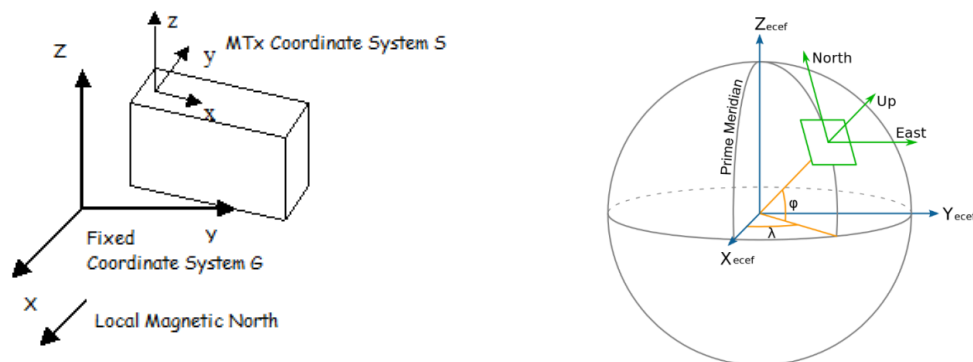 z
MTx Coordinate System S
y
x
Z
Y
Fixed
Coordinate System G
X
Local Magnetic North
Zecef
North
Up
East
Prime Meridian
φ
λ
Yecef
Xecef